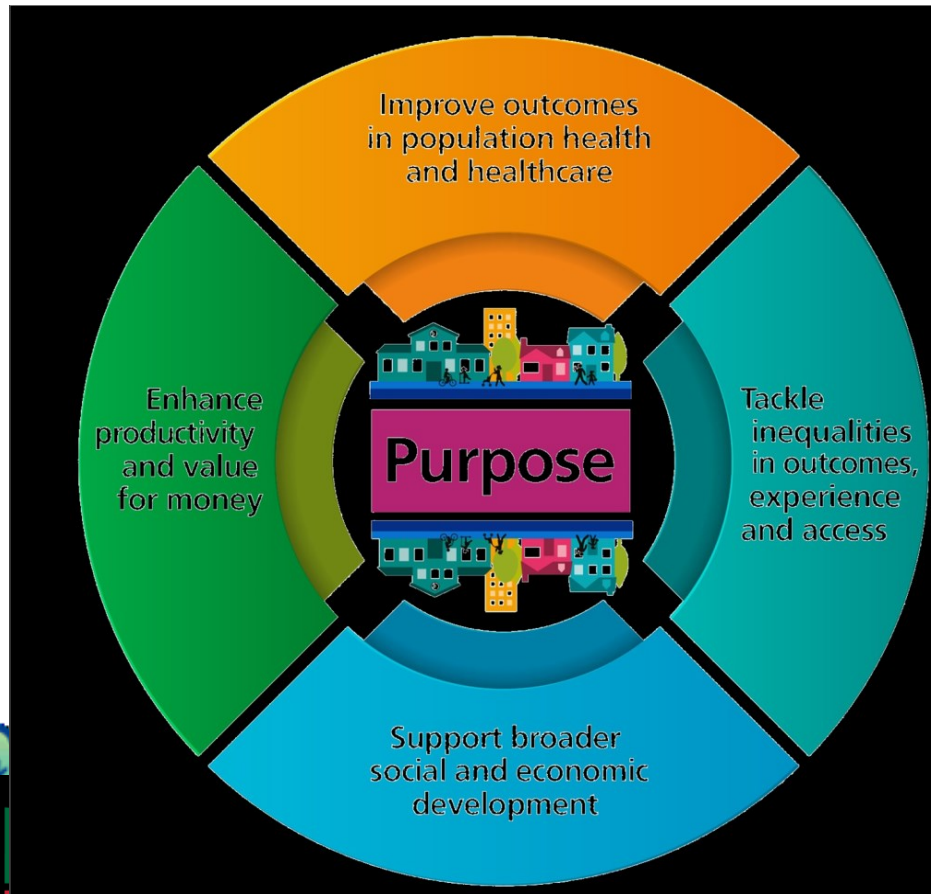 Improve outcomes
in population health
and healthcare
Enhance
productivity
and value
for money
Purpose
Tackle
inequalities
in outcomes,
experience
and access
Support broader
social and economic
development